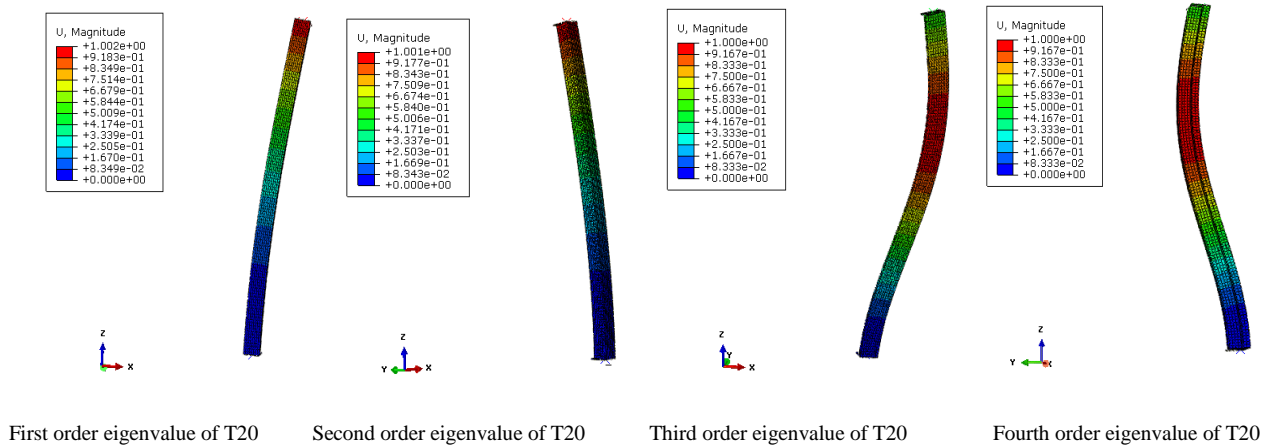 U, Magnitude
+1.002e+00
+9.183e-01
+8.349e-01
+7.514e-01
+6.679e-01
+5.844e-01
+5.009e-01
+4.174e-01
+3.339e-01
+2.505e-01
+1.670e-01
+8.349e-02
+0.000e+00
Z
X
First order eigenvalue of T20
U, Magnitude
+1.001e+00
+9.177e-01
+8.343e-01
+7.509e-01
+6.674e-01
+5.840e-01
+5.006e-01
+4.171e-01
+3.337e-01
+2.503e-01
+1.669e-01
+8.343e-02
+0.000e+00
Z
Y
X
Second order eigenvalue of T20
U, Magnitude
+1.000e+00
+9.167e-01
+8.333e-01
+7.500e-01
+6.667e-01
+5.833e-01
+5.000e-01
+4.167e-01
+3.333e-01
+2.500e-01
+1.667e-01
+8.333e-02
+0.000e+00
Z
Y
X
Third order eigenvalue of T20
U, Magnitude
+1.000e+00
+9.167e-01
+8.333e-01
+7.500e-01
+6.667e-01
+5.833e-01
+5.000e-01
+4.167e-01
+3.333e-01
+2.500e-01
+1.667e-01
+8.333e-02
+0.000e+00
Z
Y
X
Fourth order eigenvalue of T20